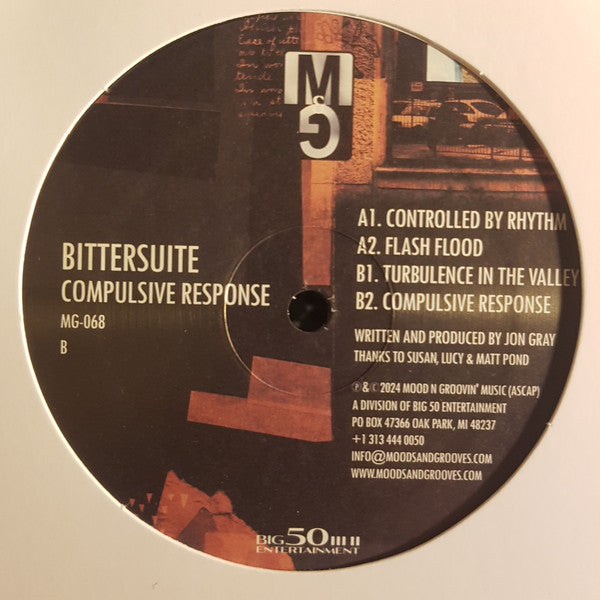 Ease of utt
M
&
G
BITTERSUITE
COMPULSIVE RESPONSE
MG-068
B
A1. CONTROLLED BY RHYTHM
A2. FLASH FLOOD
B1. TURBULENCE IN THE VALLEY
B2. COMPULSIVE RESPONSE
WRITTEN AND PRODUCED BY JON GRAY
THANKS TO SUSAN, LUCY & MATT POND
℗ & © 2024 MOOD N GROOVIN' MUSIC (ASCAP)
A DIVISION OF BIG 50 ENTERTAINMENT
PO BOX 47366 OAK PARK, MI 48237
+1 313 444 0050
INFO@MOODSANDGROOVES.COM
WWW.MOODSANDGROOVES.COM
BIG 50
ENTERTAINMENT